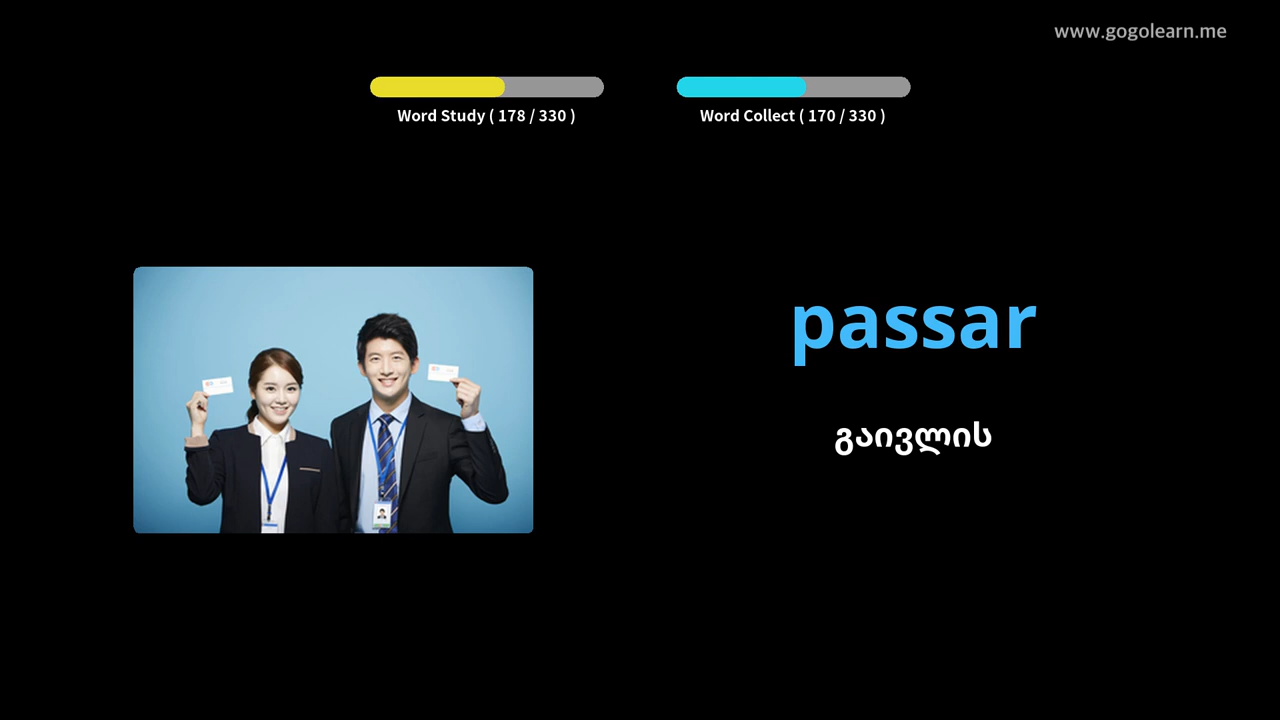 www.gogolearn.me
Word Study ( 178 / 330 )
Word Collect ( 170 / 330 )
passar
გაივლის